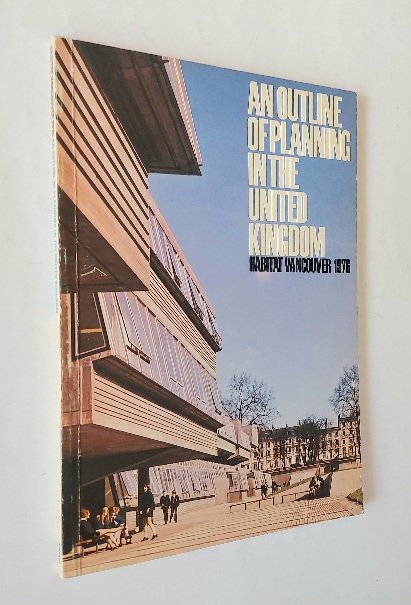 AN OUTLINE
OF PLANNING
IN THE
UNITED
KINGDOM
HABITAT VANCOUVER 1976